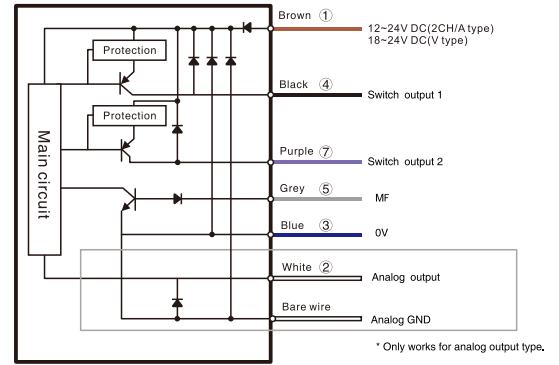 Brown ①
12~24V DC(2CH/A type)
18~24V DC(V type)
Protection
Black ④
Switch output 1
Protection
Main circuit
Purple ⑦
Switch output 2
Grey ⑤
MF
Blue ③
0V
White ②
Analog output
Bare wire
Analog GND
* Only works for analog output type.